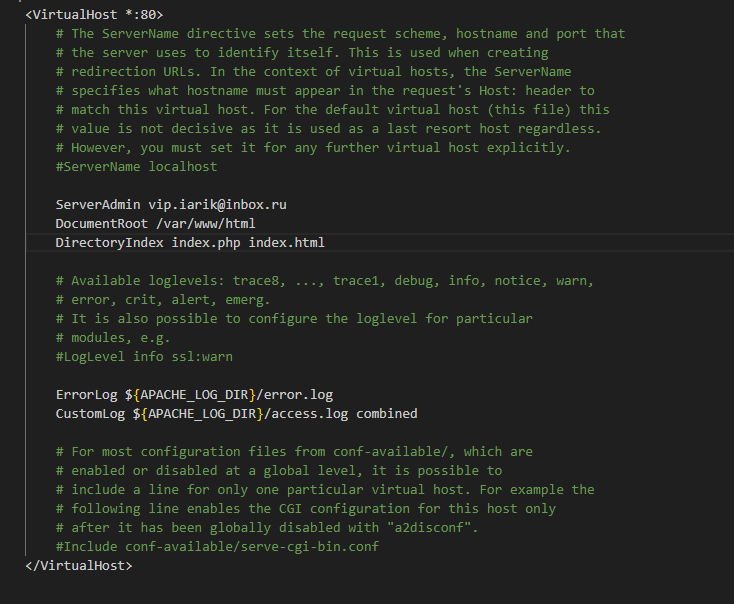 <VirtualHost *:80>
# The ServerName directive sets the request scheme, hostname and port that
# the server uses to identify itself. This is used when creating
# redirection URLs. In the context of virtual hosts, the ServerName
# specifies what hostname must appear in the request's Host: header to
# match this virtual host. For the default virtual host (this file) this
# value is not decisive as it is used as a last resort host regardless.
# However, you must set it for any further virtual host explicitly.
#ServerName localhost
ServerAdmin vip.iarik@inbox.ru
DocumentRoot /var/www/html
DirectoryIndex index.php index.html
# Available loglevels: trace8, ..., trace1, debug, info, notice, warn,
# error, crit, alert, emerg.
# It is also possible to configure the loglevel for particular
# modules, e.g.
#LogLevel info ssl:warn
ErrorLog ${APACHE_LOG_DIR}/error.log
CustomLog ${APACHE_LOG_DIR}/access.log combined
# For most configuration files from conf-available/, which are
# enabled or disabled at a global level, it is possible to
# include a line for only one particular virtual host. For example the
# following line enables the CGI configuration for this host only
# after it has been globally disabled with "a2disconf".
#Include conf-available/serve-cgi-bin.conf
</VirtualHost>